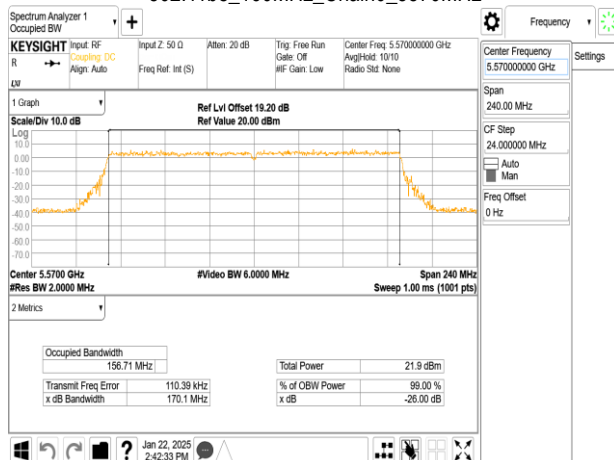 Spectrum Analyzer 1
Occupied BW
Frequency
KEYSIGHT
R
LXI
Input: RF
Coupling: DC
Align: Auto
Input Z: 50 Ω
Freq Ref: Int (S)
Atten: 20 dB
Trig: Free Run
Gate: Off
#IF Gain: Low
Center Freq: 5.570000000 GHz
Avg|Hold: 10/10
Radio Std: None
Center Frequency
5.570000000 GHz
Settings
Span
240.00 MHz
CF Step
24.000000 MHz
Auto
Man
Freq Offset
0 Hz
1 Graph
Scale/Div 10.0 dB
Ref Lvl Offset 19.20 dB
Ref Value 20.00 dBm
Log
10.0
0.00
-10.0
-20.0
-30.0
-40.0
-50.0
-60.0
-70.0
Center 5.5700 GHz
#Video BW 6.0000 MHz
Span 240 MHz
#Res BW 2.0000 MHz
Sweep 1.00 ms (1001 pts)
2 Metrics
Occupied Bandwidth
156.71 MHz
Total Power
21.9 dBm
Transmit Freq Error
110.39 kHz
% of OBW Power
99.00 %
x dB Bandwidth
170.1 MHz
x dB
-26.00 dB
?
Jan 22, 2025
2:42:33 PM